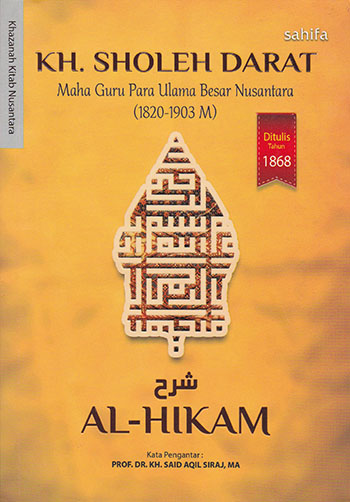 Khazanah Kitab Nusantara
sahifa
KH. SHOLEH DARAT
Maha Guru Para Ulama Besar Nusantara
(1820-1903 M)
Ditulis
Tahun
1868
شرح
AL-HIKAM
Kata Pengantar :
PROF. DR. KH. SAID AQIL SIRAJ, MA